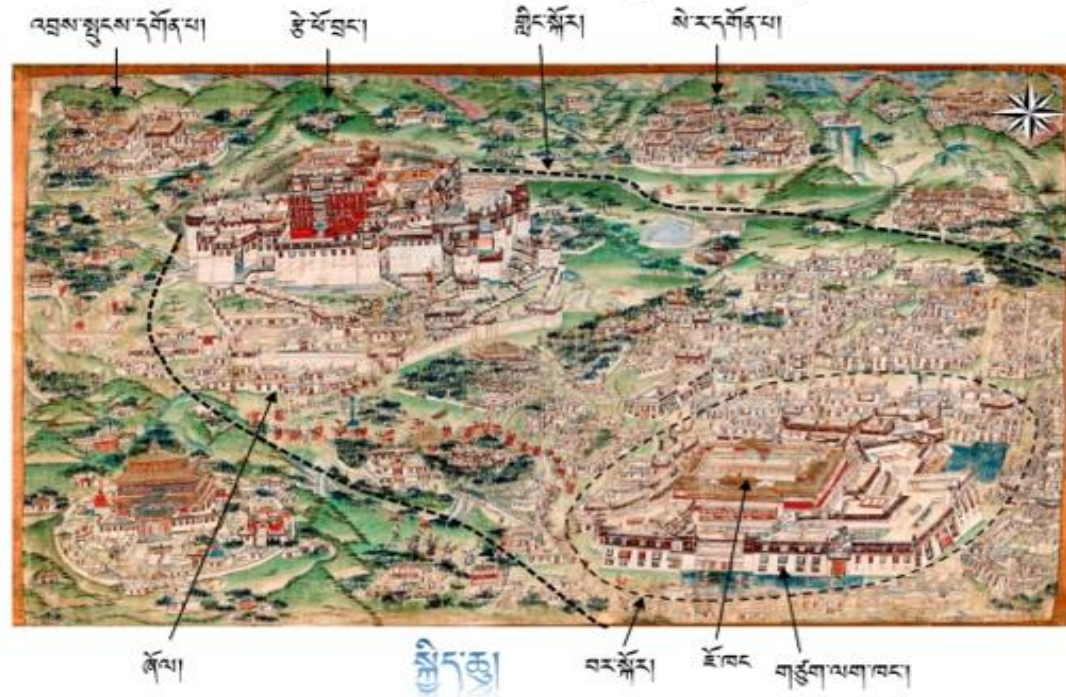 འབྲས་སྤུངས་དགོན་པ།
རྩེ་ཕོ་བྲང་།
གླིང་སྐོར།
སེ་ར་དགོན་པ།
ཞོལ།
སྐྱིད་ཆུ།
བར་སྐོར།
ཇོ་ཁང
གཙུག་ལག་ཁང་།